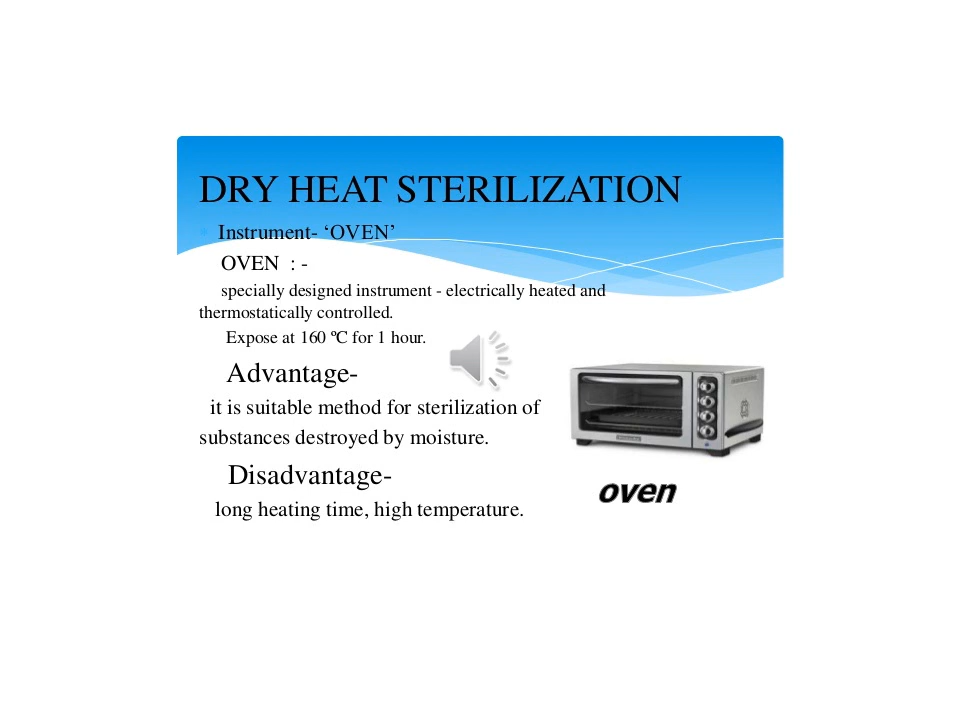 DRY HEAT STERILIZATION
Instrument- ‘OVEN’
OVEN : -
specially designed instrument - electrically heated and
thermostatically controlled.
Expose at 160 ºC for 1 hour.
Advantage-
it is suitable method for sterilization of
substances destroyed by moisture.
Disadvantage-
long heating time, high temperature.
oven